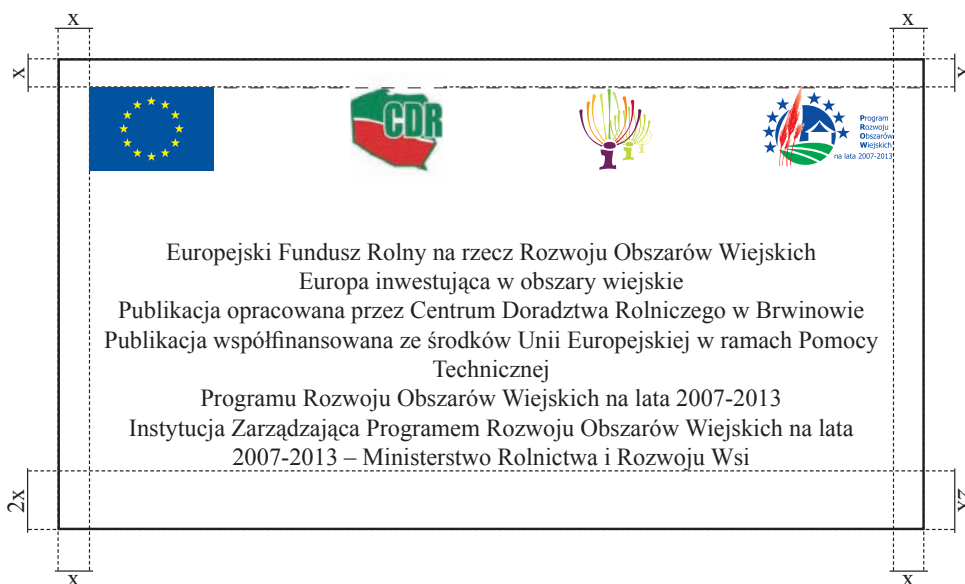 x x
x x
CDR
Program
Rozwoju
Obszarów
Wiejskich
na lata 2007-2013
Europejski Fundusz Rolny na rzecz Rozwoju Obszarów Wiejskich
Europa inwestująca w obszary wiejskie
Publikacja opracowana przez Centrum Doradztwa Rolniczego w Brwinowie
Publikacja współfinansowana ze środków Unii Europejskiej w ramach Pomocy
Technicznej
Programu Rozwoju Obszarów Wiejskich na lata 2007-2013
Instytucja Zarządzająca Programem Rozwoju Obszarów Wiejskich na lata
2007-2013 – Ministerstwo Rolnictwa i Rozwoju Wsi
2x 2x
x x